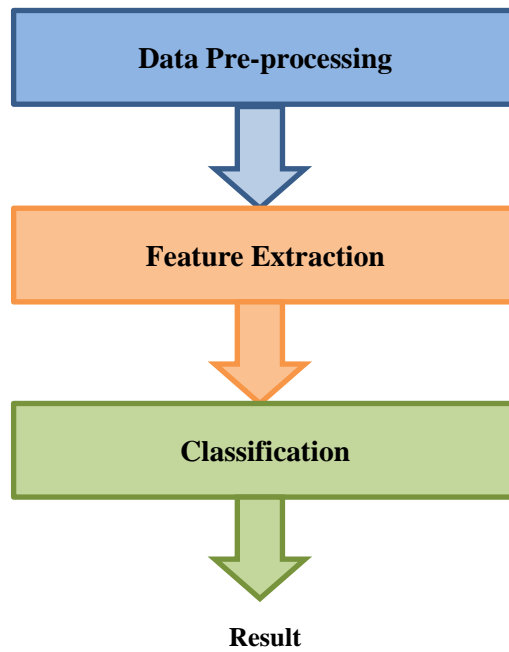 Data Pre-processing
Feature Extraction
Classification
Result